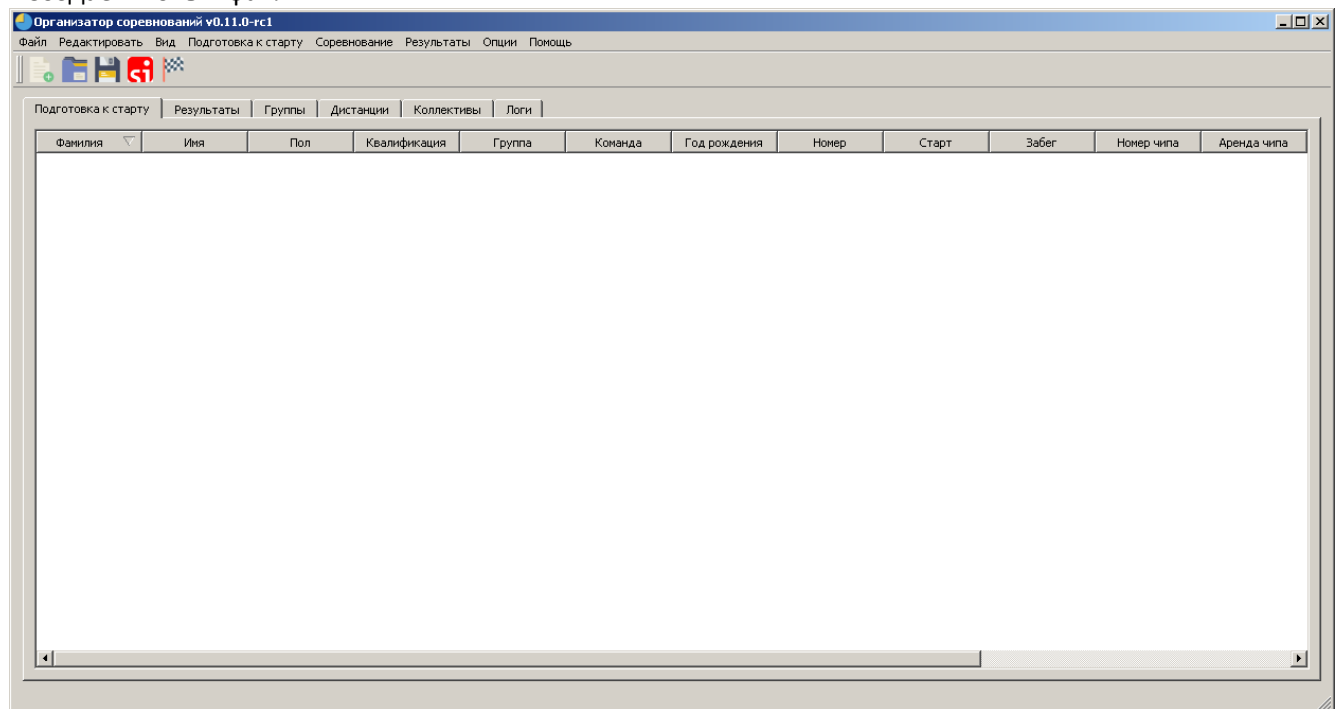 Организатор соревнований v0.11.0-rc1
Файл Редактировать Вид Подготовка к старту Соревнование Результаты Опции Помощь
si
Подготовка к старту Результаты Группы Дистанции Коллективы Логи
Фамилия Имя Пол Квалификация Группа Команда Год рождения Номер Старт Забег Номер чипа Аренда чипа